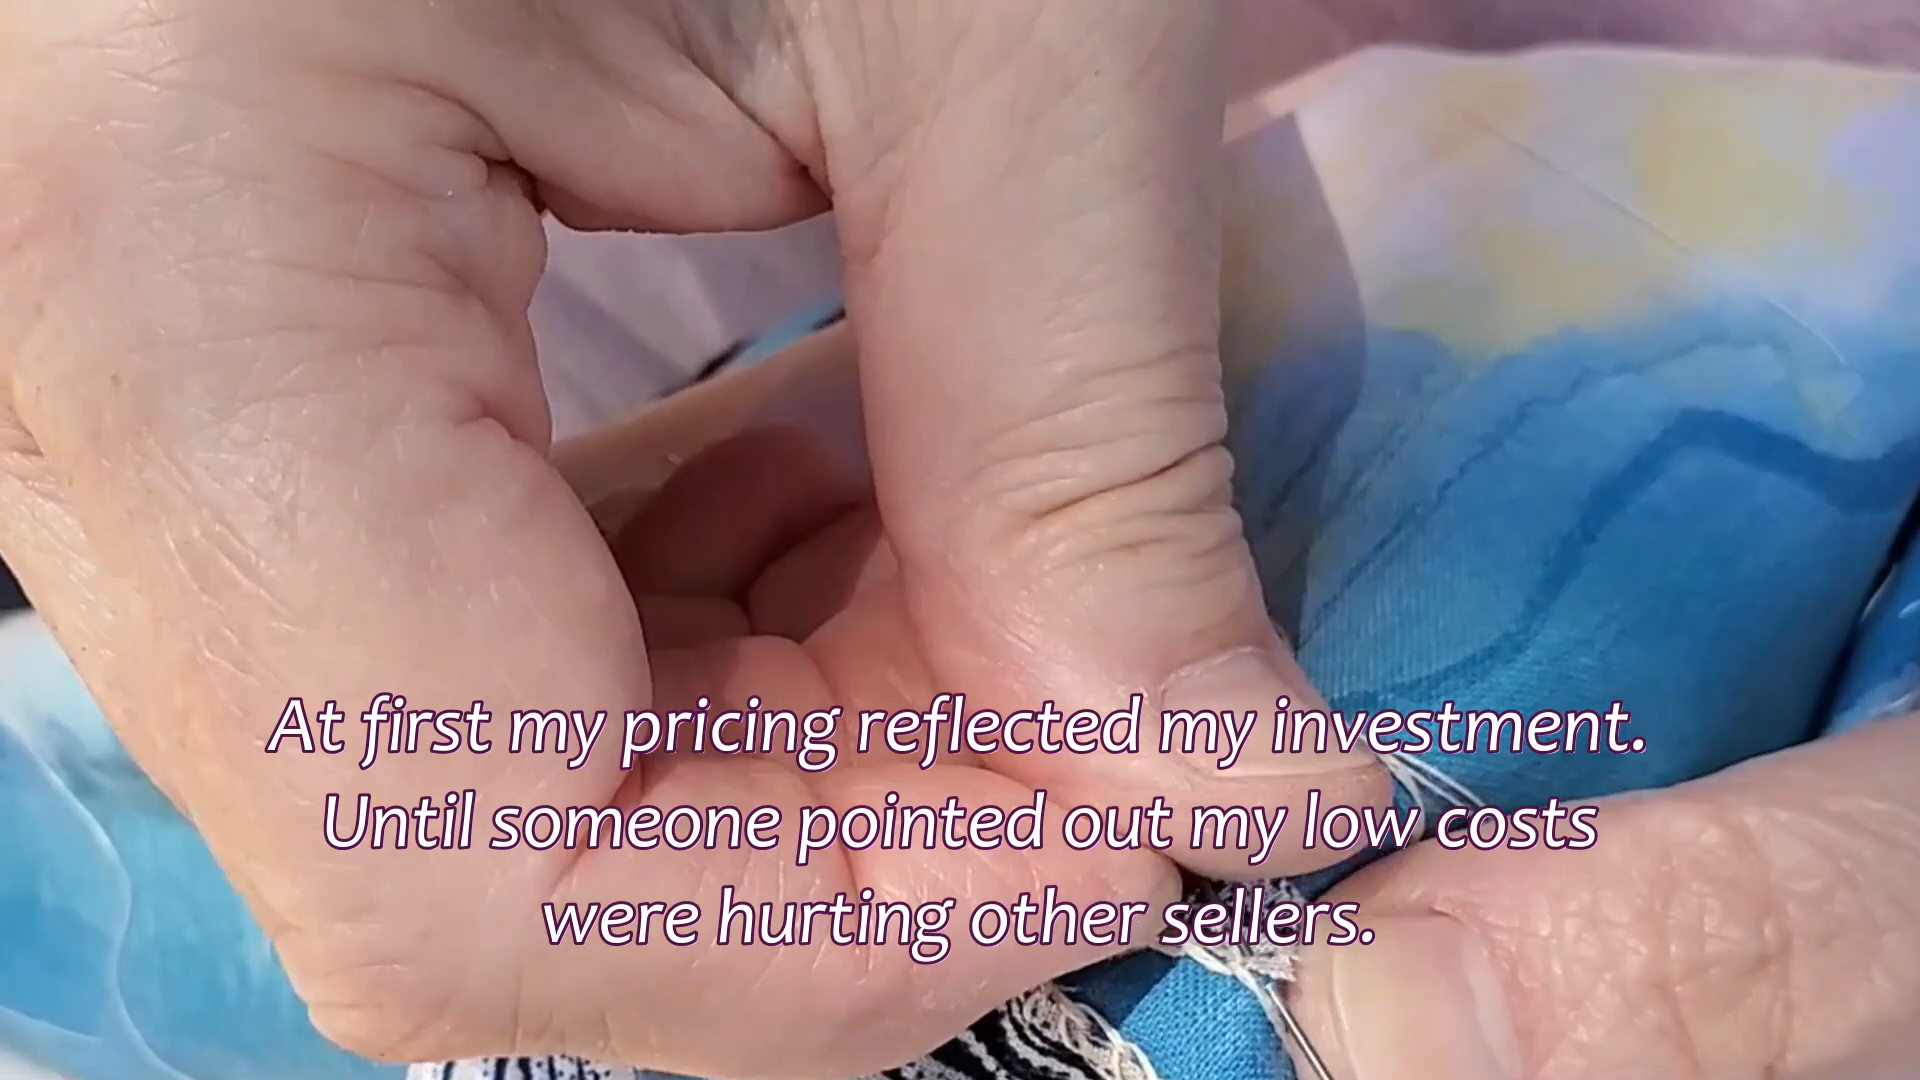 At first my pricing reflected my investment.
Until someone pointed out my low costs
were hurting other sellers.